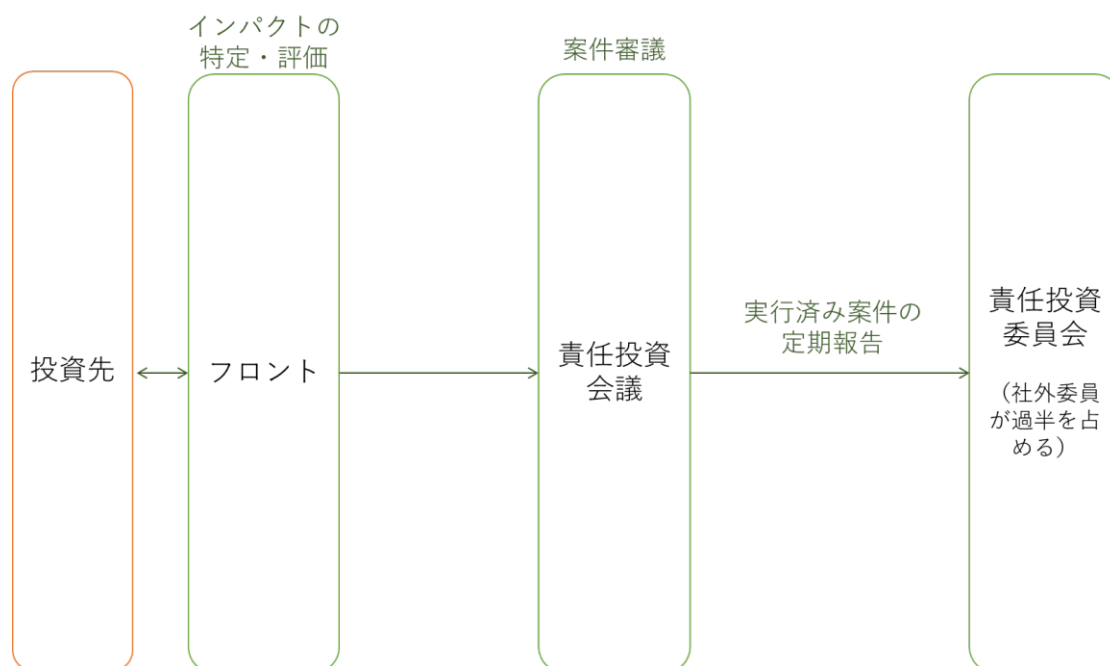 インパクトの
特定・評価
案件審議
投資先
フロント
責任投資
会議
実行済み案件の
定期報告
責任投資
委員会
（社外委員
が過半を占
める）